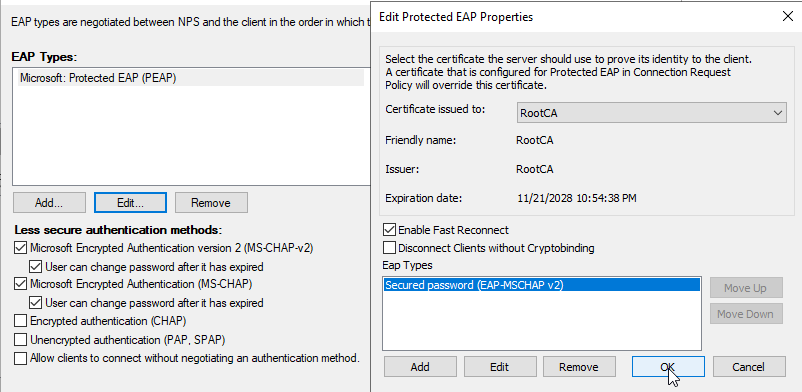 EAP types are negotiated between NPS and the client in the order in which t
EAP Types:
Microsoft: Protected EAP (PEAP)
Add...
Edit...
Remove
Less secure authentication methods:
Microsoft Encrypted Authentication version 2 (MS-CHAP-v2)
User can change password after it has expired
Microsoft Encrypted Authentication (MS-CHAP)
User can change password after it has expired
Encrypted authentication (CHAP)
Unencrypted authentication (PAP, SPAP)
Allow clients to connect without negotiating an authentication method.
Edit Protected EAP Properties
Select the certificate the server should use to prove its identity to the client.
A certificate that is configured for Protected EAP in Connection Request
Policy will override this certificate.
Certificate issued to:
RootCA
Friendly name:
RootCA
Issuer:
RootCA
Expiration date:
11/21/2028 10:54:38 PM
Enable Fast Reconnect
Disconnect Clients without Cryptobinding
Eap Types
Secured password (EAP-MSCHAP v2)
Move Up
Move Down
Add
Edit
Remove
OK
Cancel